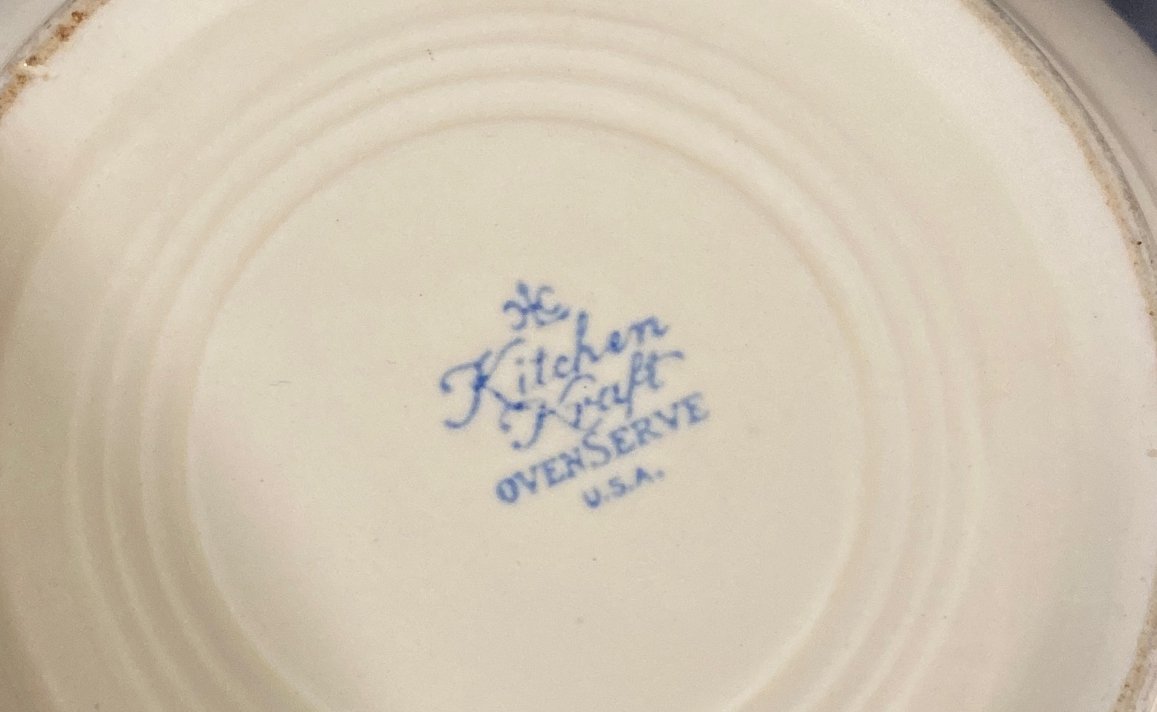 Kitchen
Kraft
OVENSERVE
U.S.A.